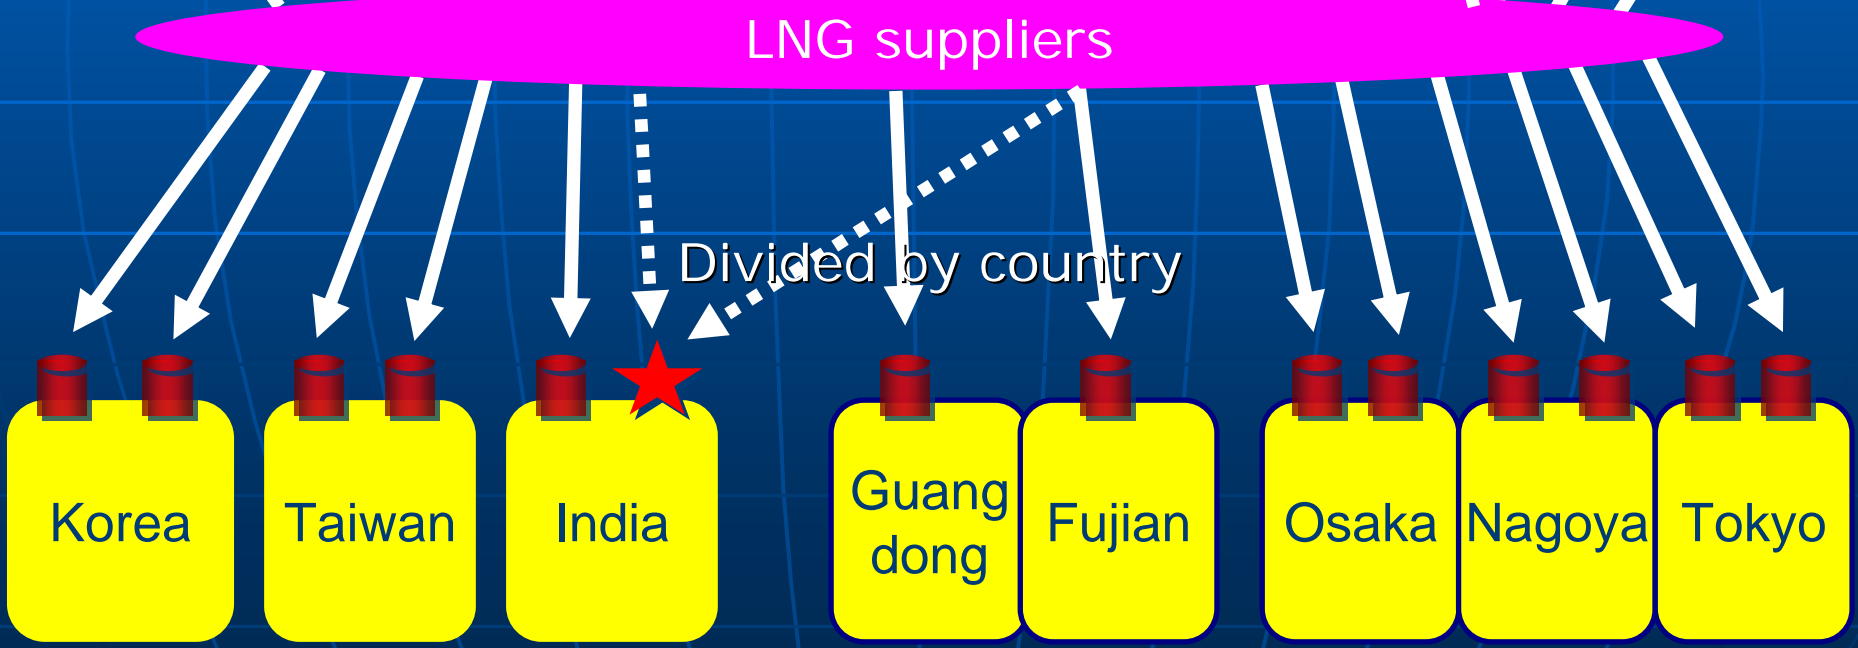 LNG suppliers
Divided by country
Korea
Taiwan
India
Guang
dong
Fujian
Osaka
Nagoya
Tokyo